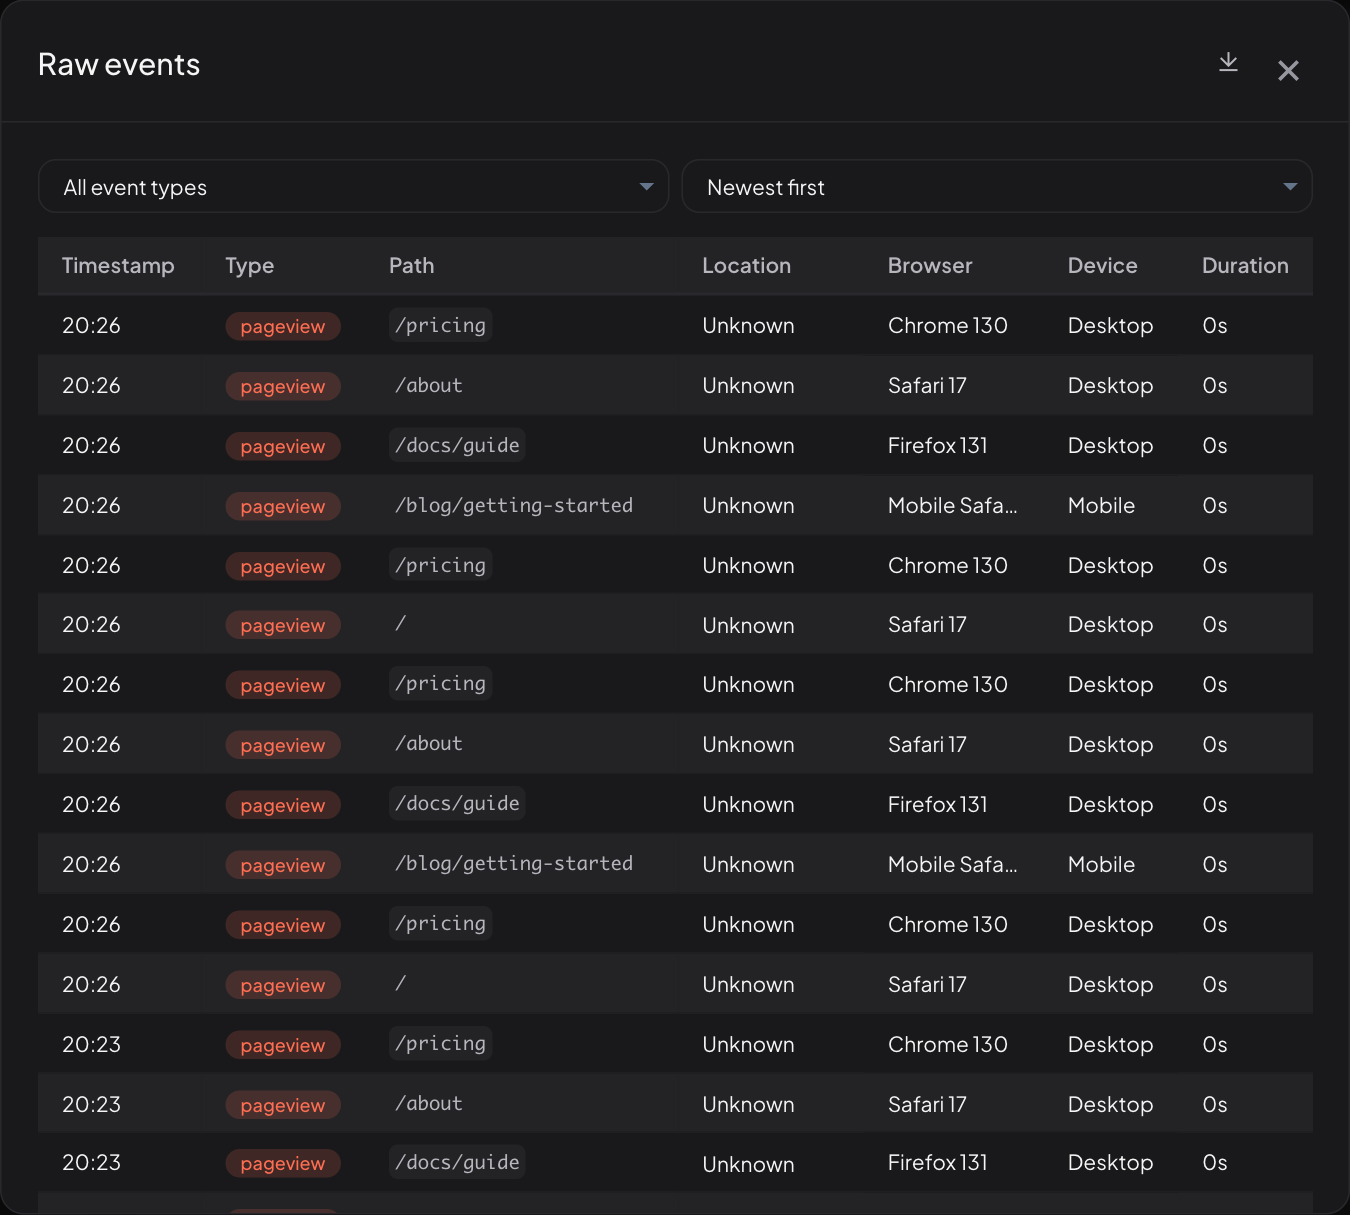 Raw events
All event types Newest first
Timestamp Type Path Location Browser Device Duration
20:26 pageview /pricing Unknown Chrome 130 Desktop 0s
20:26 pageview /about Unknown Safari 17 Desktop 0s
20:26 pageview /docs/guide Unknown Firefox 131 Desktop 0s
20:26 pageview /blog/getting-started Unknown Mobile Safa... Mobile 0s
20:26 pageview /pricing Unknown Chrome 130 Desktop 0s
20:26 pageview / Unknown Safari 17 Desktop 0s
20:26 pageview /pricing Unknown Chrome 130 Desktop 0s
20:26 pageview /about Unknown Safari 17 Desktop 0s
20:26 pageview /docs/guide Unknown Firefox 131 Desktop 0s
20:26 pageview /blog/getting-started Unknown Mobile Safa... Mobile 0s
20:26 pageview /pricing Unknown Chrome 130 Desktop 0s
20:26 pageview / Unknown Safari 17 Desktop 0s
20:23 pageview /pricing Unknown Chrome 130 Desktop 0s
20:23 pageview /about Unknown Safari 17 Desktop 0s
20:23 pageview /docs/guide Unknown Firefox 131 Desktop 0s